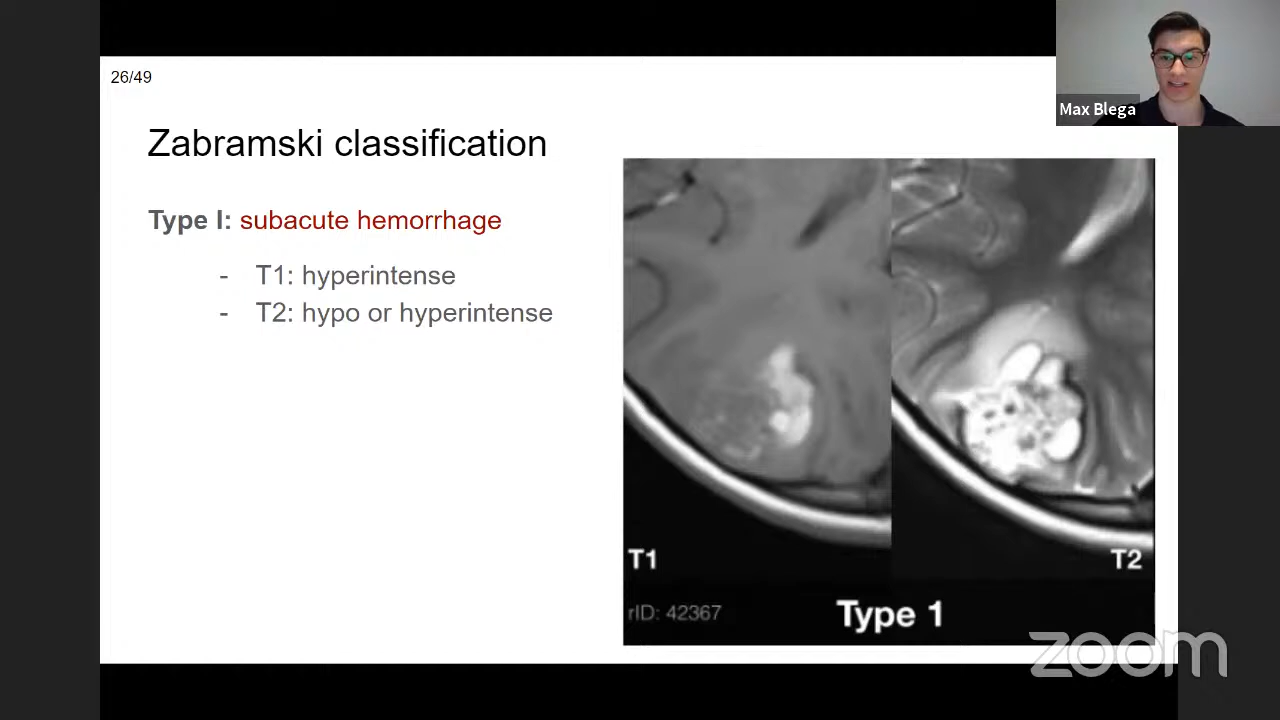 26/49
Max Blega
Zabramski classification
Type I: subacute hemorrhage
- T1: hyperintense
- T2: hypo or hyperintense
T1
T2
rID: 42367
Type 1
zoom